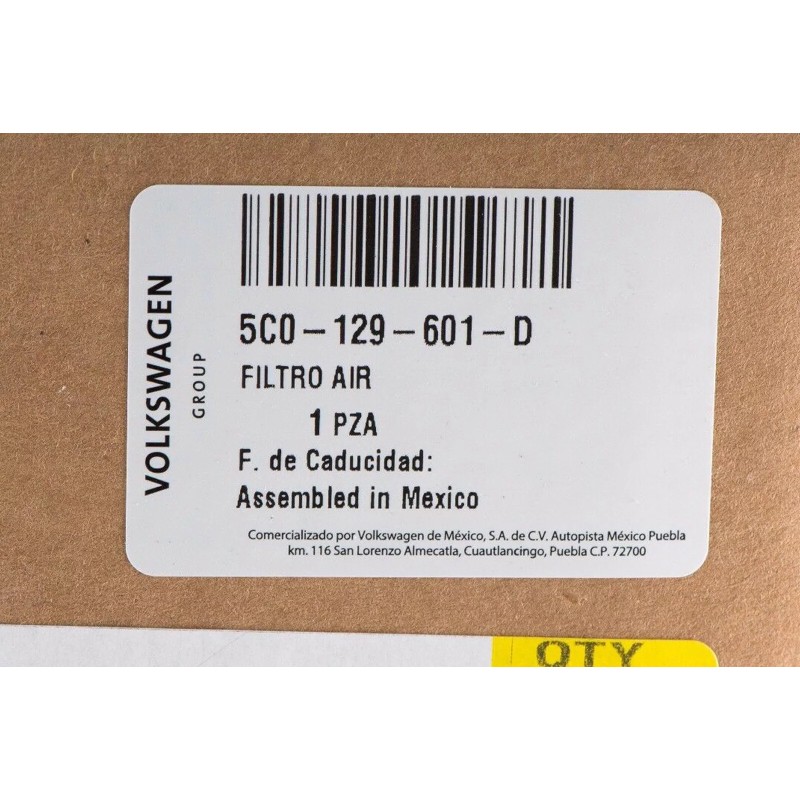 VOLKSWAGEN
GROUP
5C0-129-601-D
FILTRO AIR
1 PZA
F. de Caducidad:
Assembled in Mexico
Comercializado por Volkswagen de México, S.A. de C.V. Autopista México Puebla
km. 116 San Lorenzo Almecatla, Cuautlancingo, Puebla C.P. 72700
QTY